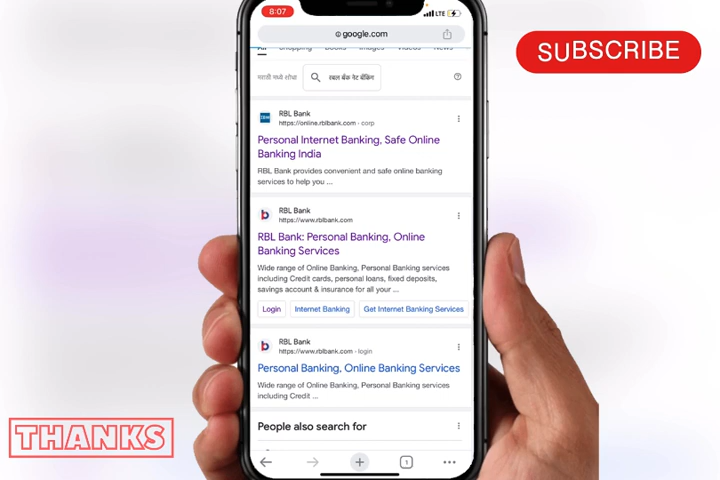 8:07
LTE
google.com
SUBSCRIBE
All Shopping Books Images Videos News
मराठी मध्ये शोधा
रबल बँक नेट बँकिंग
RBL Bank
https://online.rblbank.com › corp
Personal Internet Banking, Safe Online
Banking India
RBL Bank provides convenient and safe online banking
services to help you ...
RBL Bank
https://www.rblbank.com
RBL Bank: Personal Banking, Online
Banking Services
Wide range of Online Banking, Personal Banking services
including Credit cards, personal loans, fixed deposits,
savings account & insurance for all your ...
Login Internet Banking Get Internet Banking Services
RBL Bank
https://www.rblbank.com › login
Personal Banking, Online Banking Services
Wide range of Online Banking, Personal Banking services
including Credit ...
People also search for
THANKS
1